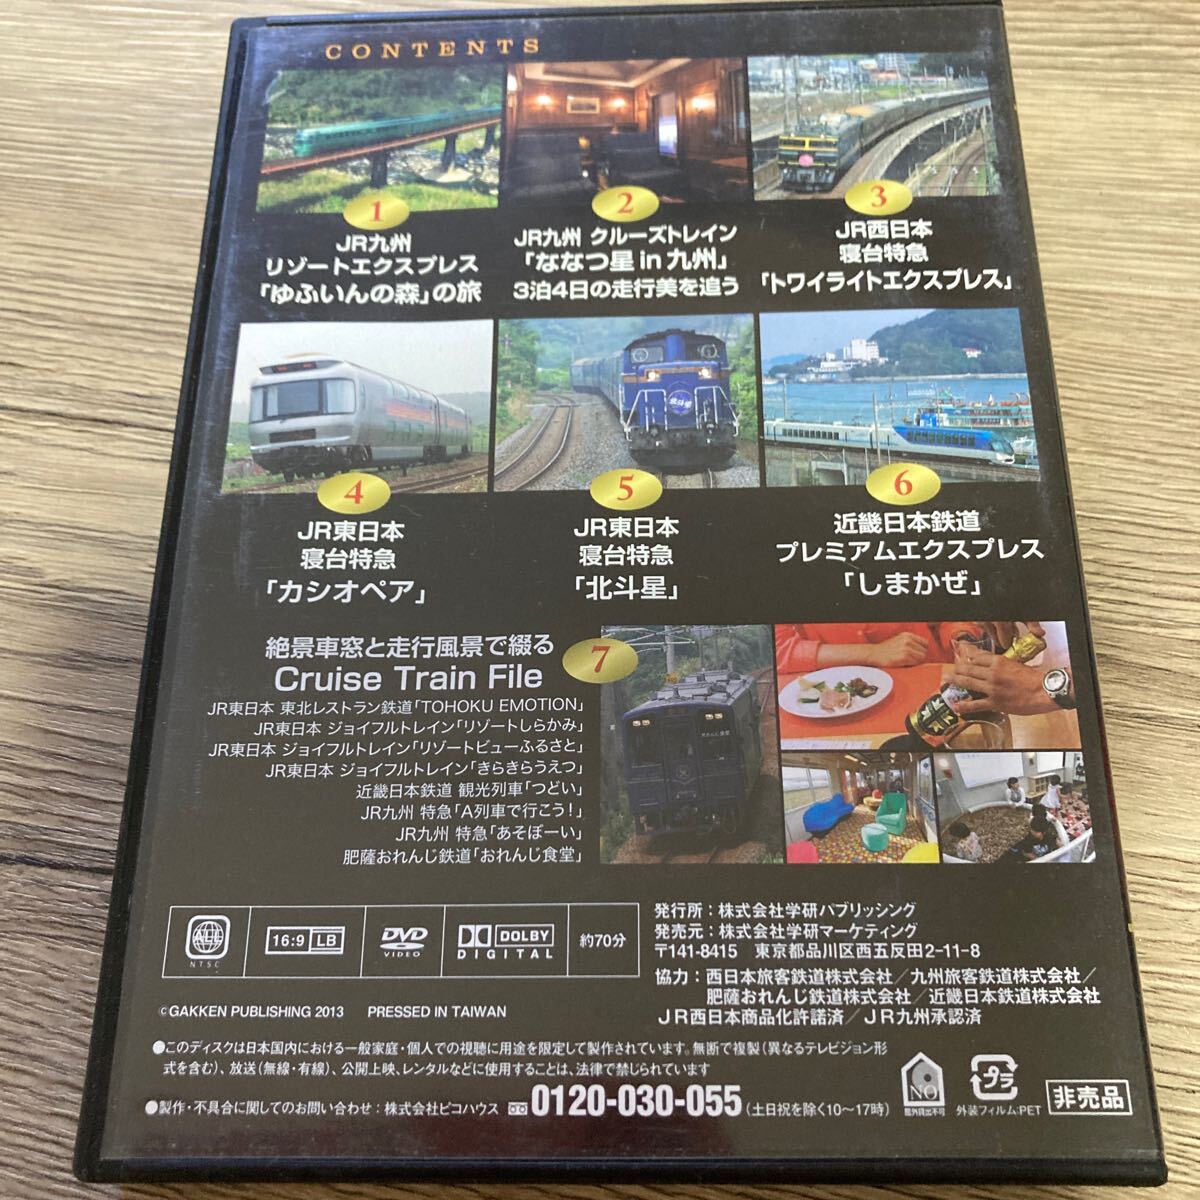 CONTENTS
1
JR九州
リゾートエクスプレス
「ゆふいんの森」の旅
2
JR九州 クルーズトレイン
「ななつ星 in 九州」
3泊4日の走行美を追う
3
JR西日本
寝台特急
「トワイライトエクスプレス」
4
JR東日本
寝台特急
「カシオペア」
5
JR東日本
寝台特急
「北斗星」
6
近畿日本鉄道
プレミアムエクスプレス
「しまかぜ」
7
絶景車窓と走行風景で綴る
Cruise Train File
JR東日本 東北レストラン鉄道「TOHOKU EMOTION」
JR東日本 ジョイフルトレイン「リゾートしらかみ」
JR東日本 ジョイフルトレイン「リゾートビューふるさと」
JR東日本 ジョイフルトレイン「きらきらうえつ」
近畿日本鉄道 観光列車「つどい」
JR九州 特急「A列車で行こう!」
JR九州 特急「あそぼーい」
肥薩おれんじ鉄道「おれんじ食堂」
ALL
NTSC
16:9 LB
DVD
VIDEO
DOLBY
DIGITAL
約70分
発行所：株式会社学研パブリッシング
発売元：株式会社学研マーケティング
〒141-8415 東京都品川区西五反田2-11-8
協力：西日本旅客鉄道株式会社／九州旅客鉄道株式会社／
肥薩おれんじ鉄道株式会社／近畿日本鉄道株式会社
JR西日本商品化許諾済／JR九州承認済
©GAKKEN PUBLISHING 2013 PRESSED IN TAIWAN
●このディスクは日本国内における一般家庭・個人での視聴に用途を限定して製作されています。無断で複製(異なるテレビジョン形
式を含む)、放送(無線・有線)、公開上映、レンタルなどに使用することは、法律で禁じられています
●製作・不具合に関してのお問い合わせ：株式会社ピコハウス 0120-030-055(土日祝を除く10～17時)
NO
館外貸出不可
プラ
外装フィルム:PET
非売品
北斗星